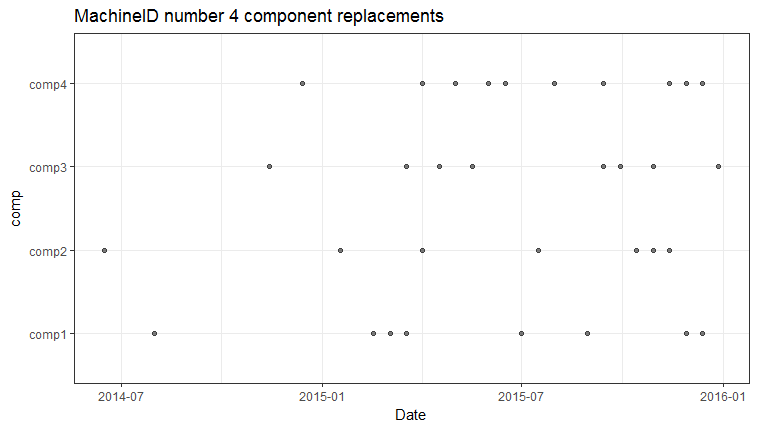 MachineID number 4 component replacements
comp4
comp3
comp2
comp1
comp
2014-07
2015-01
2015-07
2016-01
Date